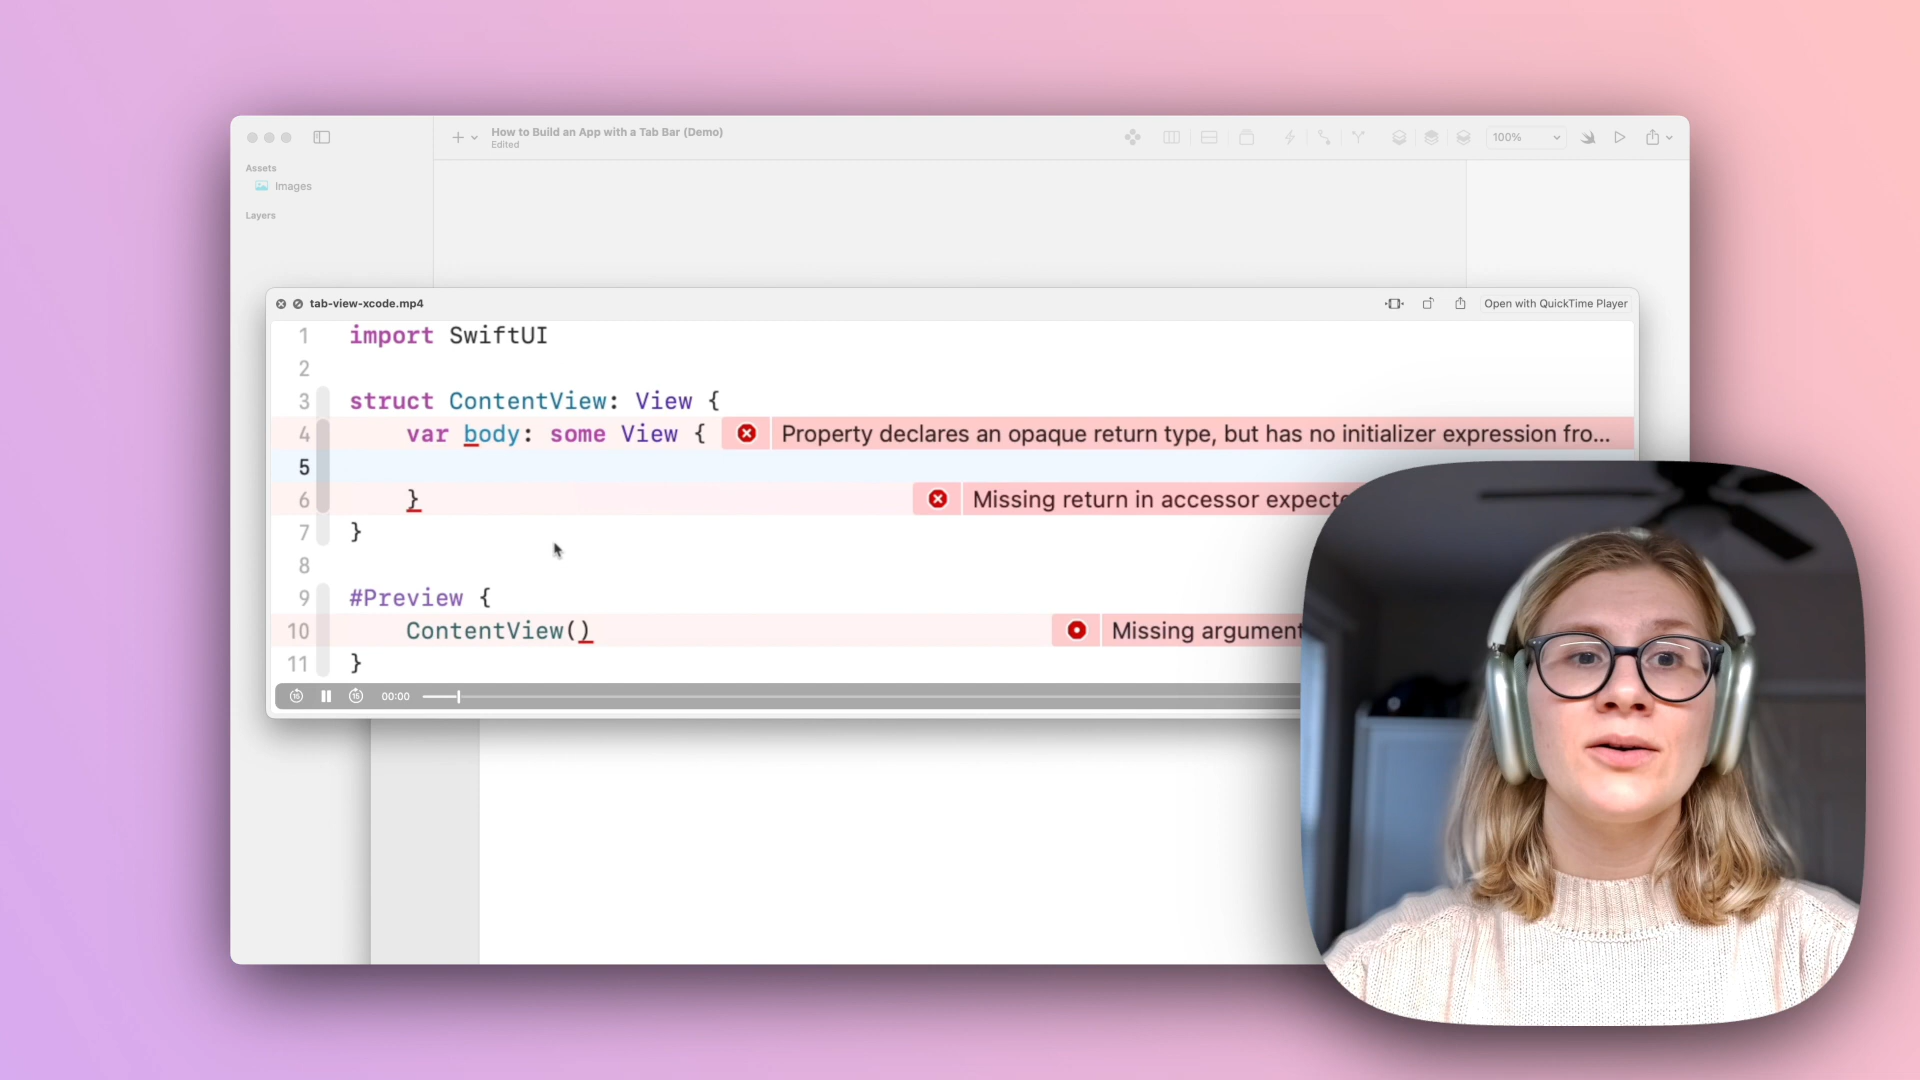 How to Build an App with a Tab Bar (Demo)
Edited
100%
Assets
Images
Layers
tab-view-xcode.mp4
Open with QuickTime Player
1 import SwiftUI
2
3 struct ContentView: View {
4 var body: some View { Property declares an opaque return type, but has no initializer expression fro...
5
6 } Missing return in accessor expecte
7 }
8
9 #Preview {
10 ContentView() Missing argument
11 }
15 15 00:00